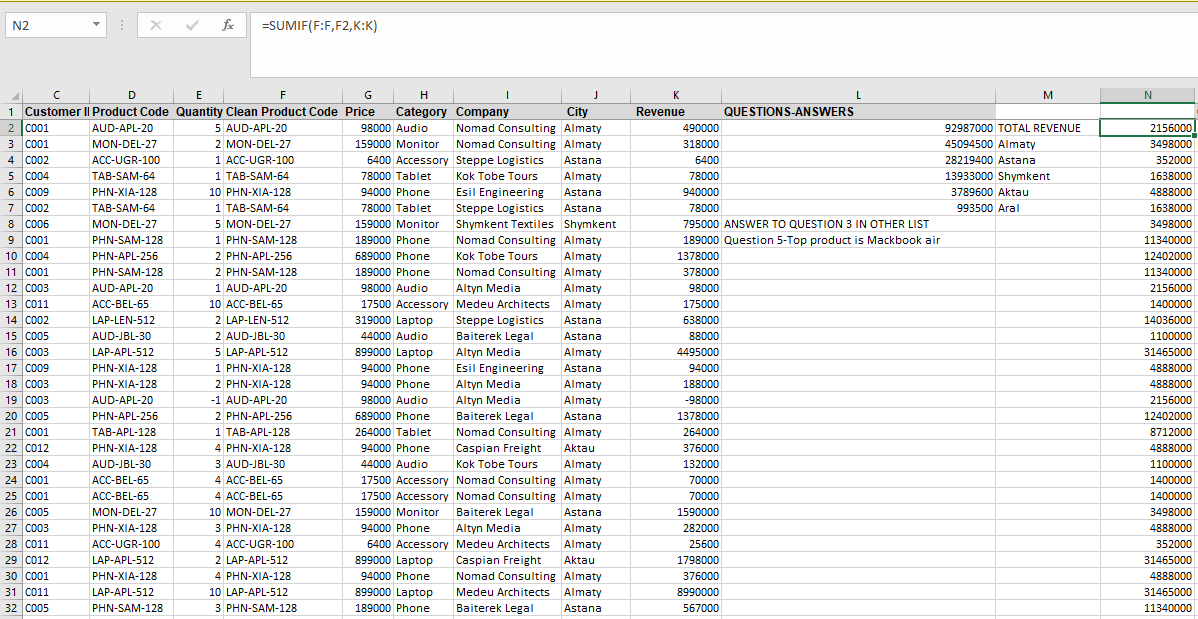 N2 fx =SUMIF(F:F,F2,K:K)
C D E F G H I J K L M N
1 Customer I Product Code Quantity Clean Product Code Price Category Company City Revenue QUESTIONS-ANSWERS
2 C001 AUD-APL-20 5 AUD-APL-20 98000 Audio Nomad Consulting Almaty 490000 92987000 TOTAL REVENUE 2156000
3 C001 MON-DEL-27 2 MON-DEL-27 159000 Monitor Nomad Consulting Almaty 318000 45094500 Almaty 3498000
4 C002 ACC-UGR-100 1 ACC-UGR-100 6400 Accessory Steppe Logistics Astana 6400 28219400 Astana 352000
5 C004 TAB-SAM-64 1 TAB-SAM-64 78000 Tablet Kok Tobe Tours Almaty 78000 13933000 Shymkent 1638000
6 C009 PHN-XIA-128 10 PHN-XIA-128 94000 Phone Esil Engineering Astana 940000 3789600 Aktau 4888000
7 C002 TAB-SAM-64 1 TAB-SAM-64 78000 Tablet Steppe Logistics Astana 78000 993500 Aral 1638000
8 C006 MON-DEL-27 5 MON-DEL-27 159000 Monitor Shymkent Textiles Shymkent 795000 ANSWER TO QUESTION 3 IN OTHER LIST 3498000
9 C001 PHN-SAM-128 1 PHN-SAM-128 189000 Phone Nomad Consulting Almaty 189000 Question 5-Top product is Mackbook air 11340000
10 C004 PHN-APL-256 2 PHN-APL-256 689000 Phone Kok Tobe Tours Almaty 1378000 12402000
11 C001 PHN-SAM-128 2 PHN-SAM-128 189000 Phone Nomad Consulting Almaty 378000 11340000
12 C003 AUD-APL-20 1 AUD-APL-20 98000 Audio Altyn Media Almaty 98000 2156000
13 C011 ACC-BEL-65 10 ACC-BEL-65 17500 Accessory Medeu Architects Almaty 175000 1400000
14 C002 LAP-LEN-512 2 LAP-LEN-512 319000 Laptop Steppe Logistics Astana 638000 14036000
15 C005 AUD-JBL-30 2 AUD-JBL-30 44000 Audio Baiterek Legal Astana 88000 1100000
16 C003 LAP-APL-512 5 LAP-APL-512 899000 Laptop Altyn Media Almaty 4495000 31465000
17 C009 PHN-XIA-128 1 PHN-XIA-128 94000 Phone Esil Engineering Astana 94000 4888000
18 C003 PHN-XIA-128 2 PHN-XIA-128 94000 Phone Altyn Media Almaty 188000 4888000
19 C003 AUD-APL-20 -1 AUD-APL-20 98000 Audio Altyn Media Almaty -98000 2156000
20 C005 PHN-APL-256 2 PHN-APL-256 689000 Phone Baiterek Legal Astana 1378000 12402000
21 C001 TAB-APL-128 1 TAB-APL-128 264000 Tablet Nomad Consulting Almaty 264000 8712000
22 C012 PHN-XIA-128 4 PHN-XIA-128 94000 Phone Caspian Freight Aktau 376000 4888000
23 C004 AUD-JBL-30 3 AUD-JBL-30 44000 Audio Kok Tobe Tours Almaty 132000 1100000
24 C001 ACC-BEL-65 4 ACC-BEL-65 17500 Accessory Nomad Consulting Almaty 70000 1400000
25 C001 ACC-BEL-65 4 ACC-BEL-65 17500 Accessory Nomad Consulting Almaty 70000 1400000
26 C005 MON-DEL-27 10 MON-DEL-27 159000 Monitor Baiterek Legal Astana 1590000 3498000
27 C003 PHN-XIA-128 3 PHN-XIA-128 94000 Phone Altyn Media Almaty 282000 4888000
28 C011 ACC-UGR-100 4 ACC-UGR-100 6400 Accessory Medeu Architects Almaty 25600 352000
29 C012 LAP-APL-512 2 LAP-APL-512 899000 Laptop Caspian Freight Aktau 1798000 31465000
30 C001 PHN-XIA-128 4 PHN-XIA-128 94000 Phone Nomad Consulting Almaty 376000 4888000
31 C011 LAP-APL-512 10 LAP-APL-512 899000 Laptop Medeu Architects Almaty 8990000 31465000
32 C005 PHN-SAM-128 3 PHN-SAM-128 189000 Phone Baiterek Legal Astana 567000 11340000